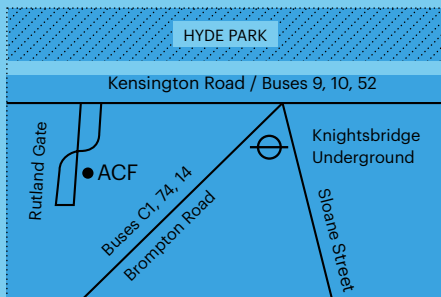 HYDE PARK
Kensington Road / Buses 9, 10, 52
Rutland Gate
ACF
Buses C1, 74, 14
Brompton Road
Knightsbridge
Underground
Sloane Street